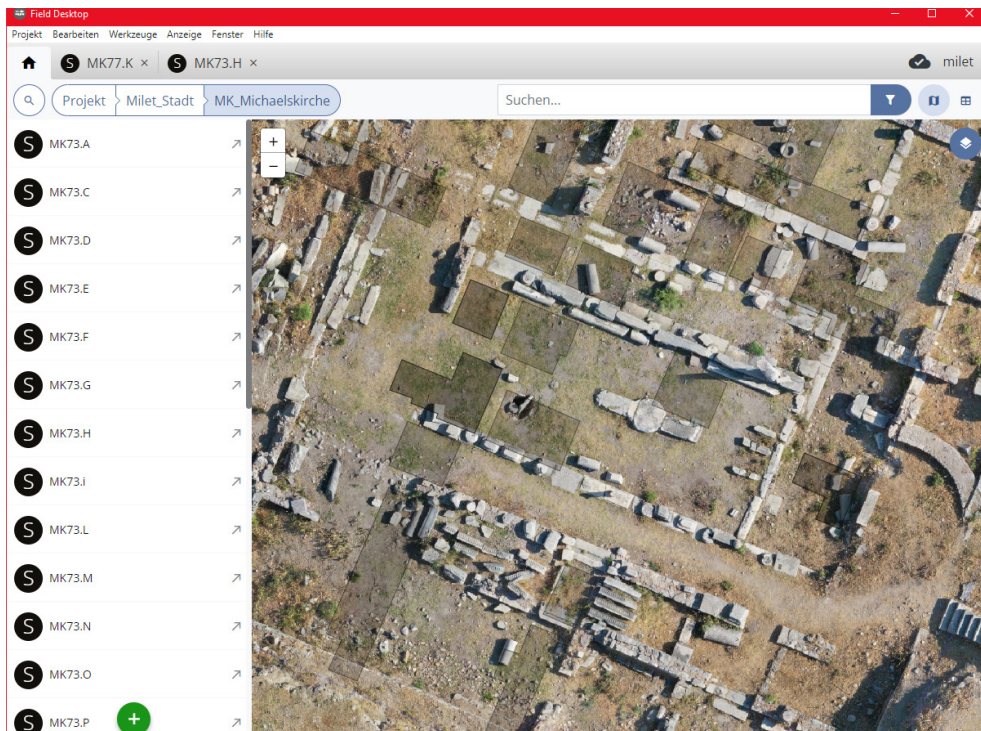 Field Desktop
Projekt Bearbeiten Werkzeuge Anzeige Fenster Hilfe
S MK77.K × S MK73.H × milet
Projekt Milet_Stadt MK_Michaelskirche Suchen...
+
−
S MK73.A
S MK73.C
S MK73.D
S MK73.E
S MK73.F
S MK73.G
S MK73.H
S MK73.i
S MK73.L
S MK73.M
S MK73.N
S MK73.O
S MK73.P +